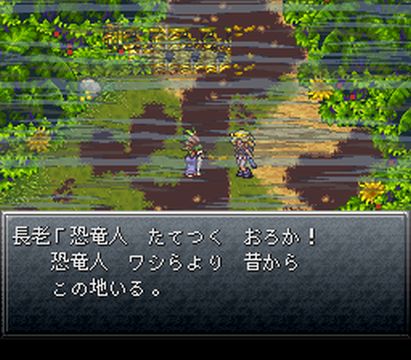 長老「恐竜人　たてつく　おろか！
恐竜人　ワシらより　昔から
この地いる。